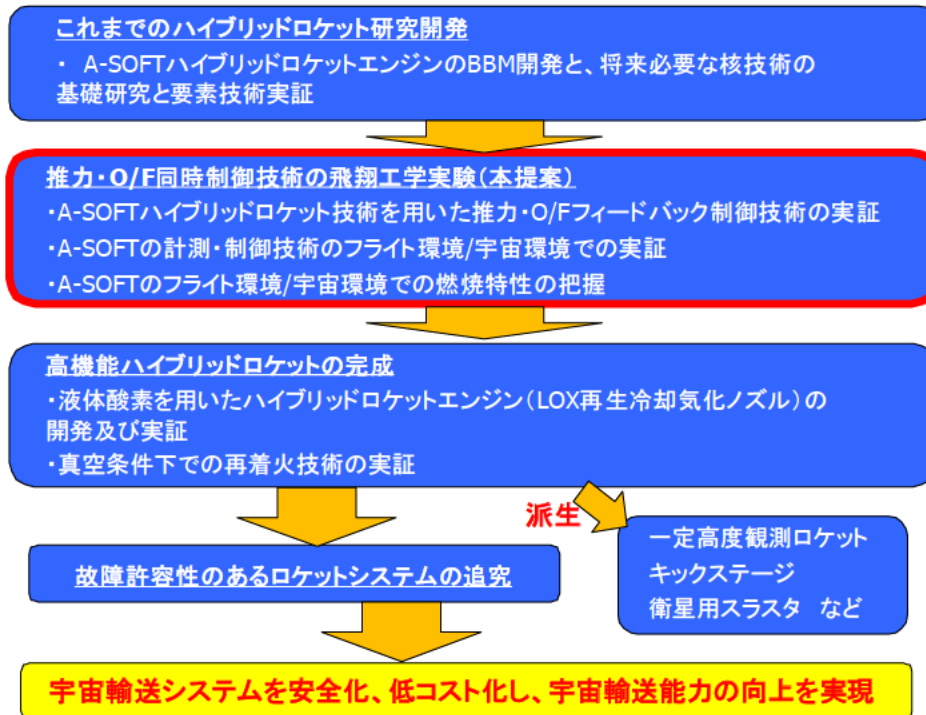 これまでのハイブリッドロケット研究開発
・ A-SOFTハイブリッドロケットエンジンのBBM開発と、将来必要な核技術の
基礎研究と要素技術実証
推力・O/F同時制御技術の飛翔工学実験(本提案)
・A-SOFTハイブリッドロケット技術を用いた推力・O/Fフィードバック制御技術の実証
・A-SOFTの計測・制御技術のフライト環境/宇宙環境での実証
・A-SOFTのフライト環境/宇宙環境での燃焼特性の把握
高機能ハイブリッドロケットの完成
・液体酸素を用いたハイブリッドロケットエンジン(LOX再生冷却気化ノズル)の
開発及び実証
・真空条件下での再着火技術の実証
派生
一定高度観測ロケット
キックステージ
衛星用スラスタ など
故障許容性のあるロケットシステムの追究
宇宙輸送システムを安全化、低コスト化し、宇宙輸送能力の向上を実現